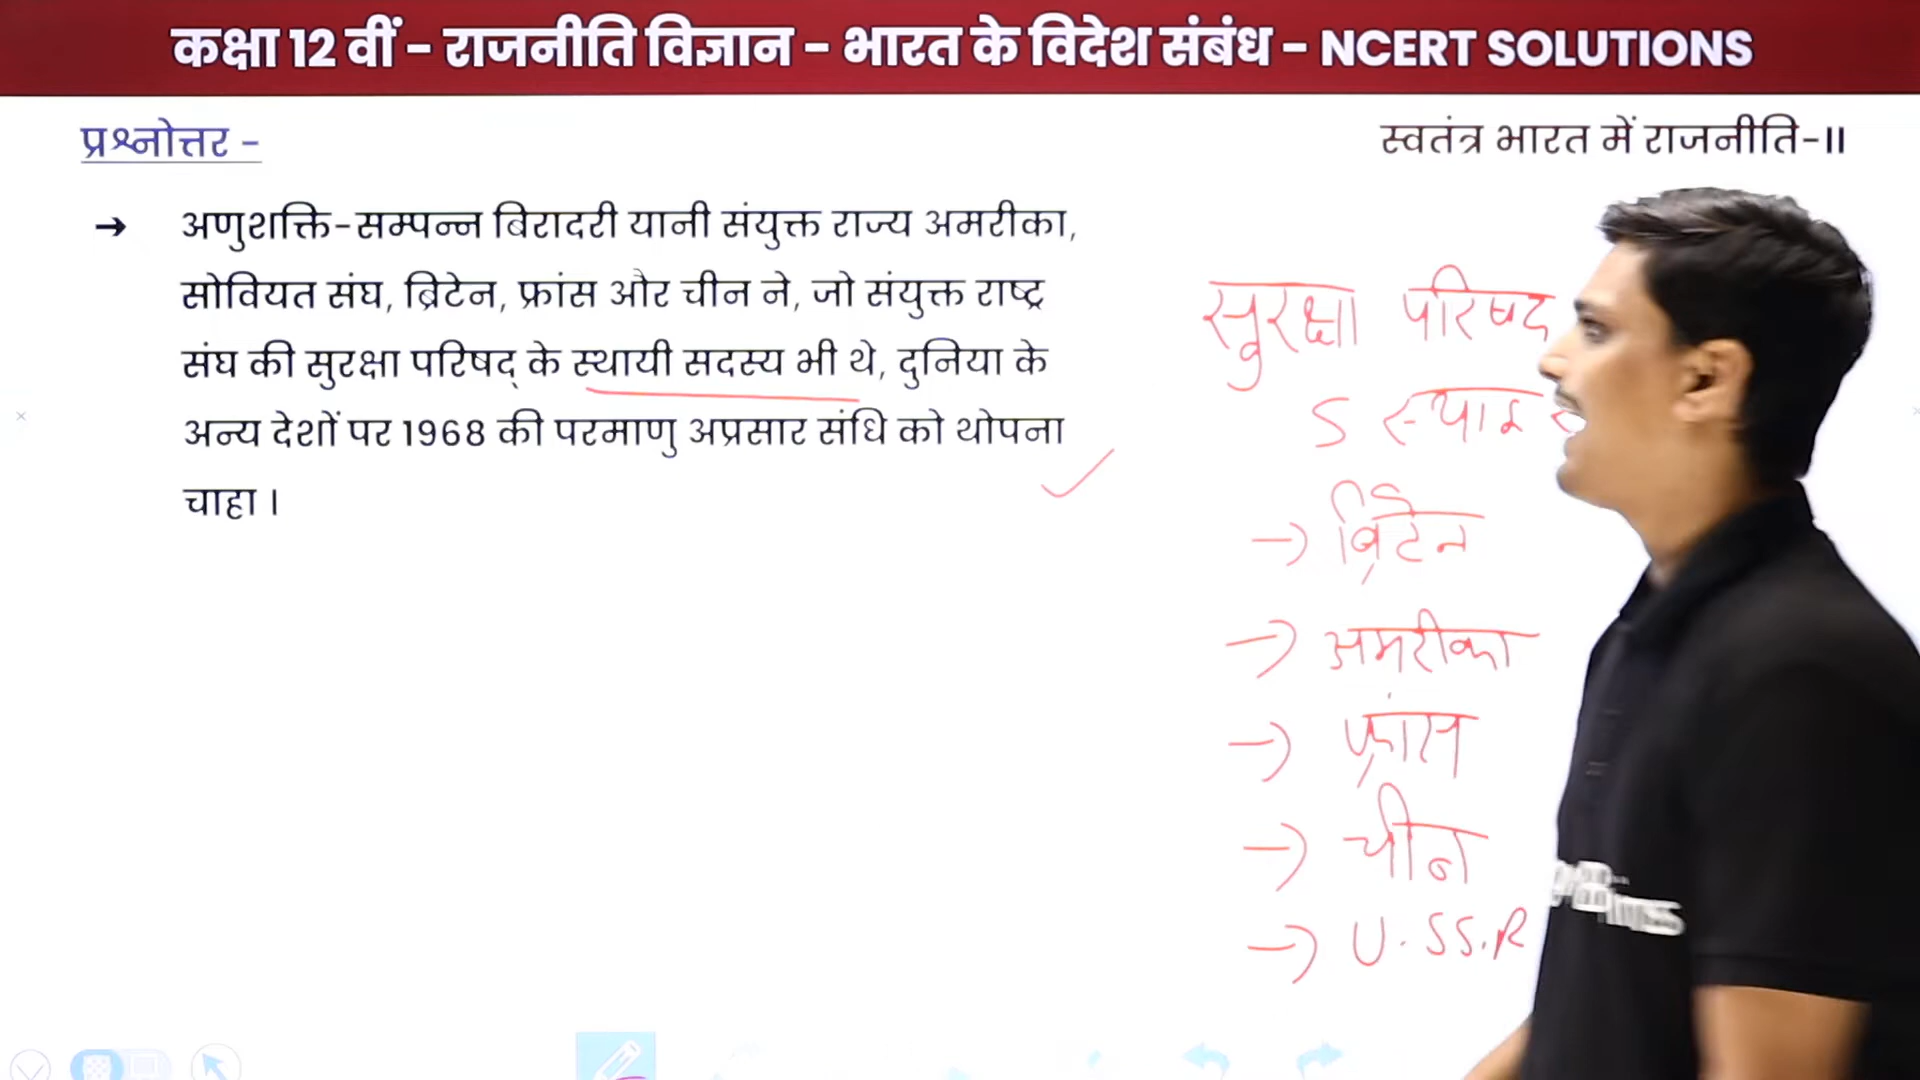 कक्षा 12 वीं - राजनीति विज्ञान - भारत के विदेश संबंध - NCERT SOLUTIONS
प्रश्नोत्तर -
स्वतंत्र भारत में राजनीति-II
→ अणुशक्ति-सम्पन्न बिरादरी यानी संयुक्त राज्य अमरीका,
सोवियत संघ, ब्रिटेन, फ्रांस और चीन ने, जो संयुक्त राष्ट्र
संघ की सुरक्षा परिषद् के स्थायी सदस्य भी थे, दुनिया के
अन्य देशों पर 1968 की परमाणु अप्रसार संधि को थोपना
चाहा ।
सुरक्षा परिषद
5 स्थाई
→ ब्रिटेन
→ अमरीका
→ फ्रांस
→ चीन
→ U.S.S.R